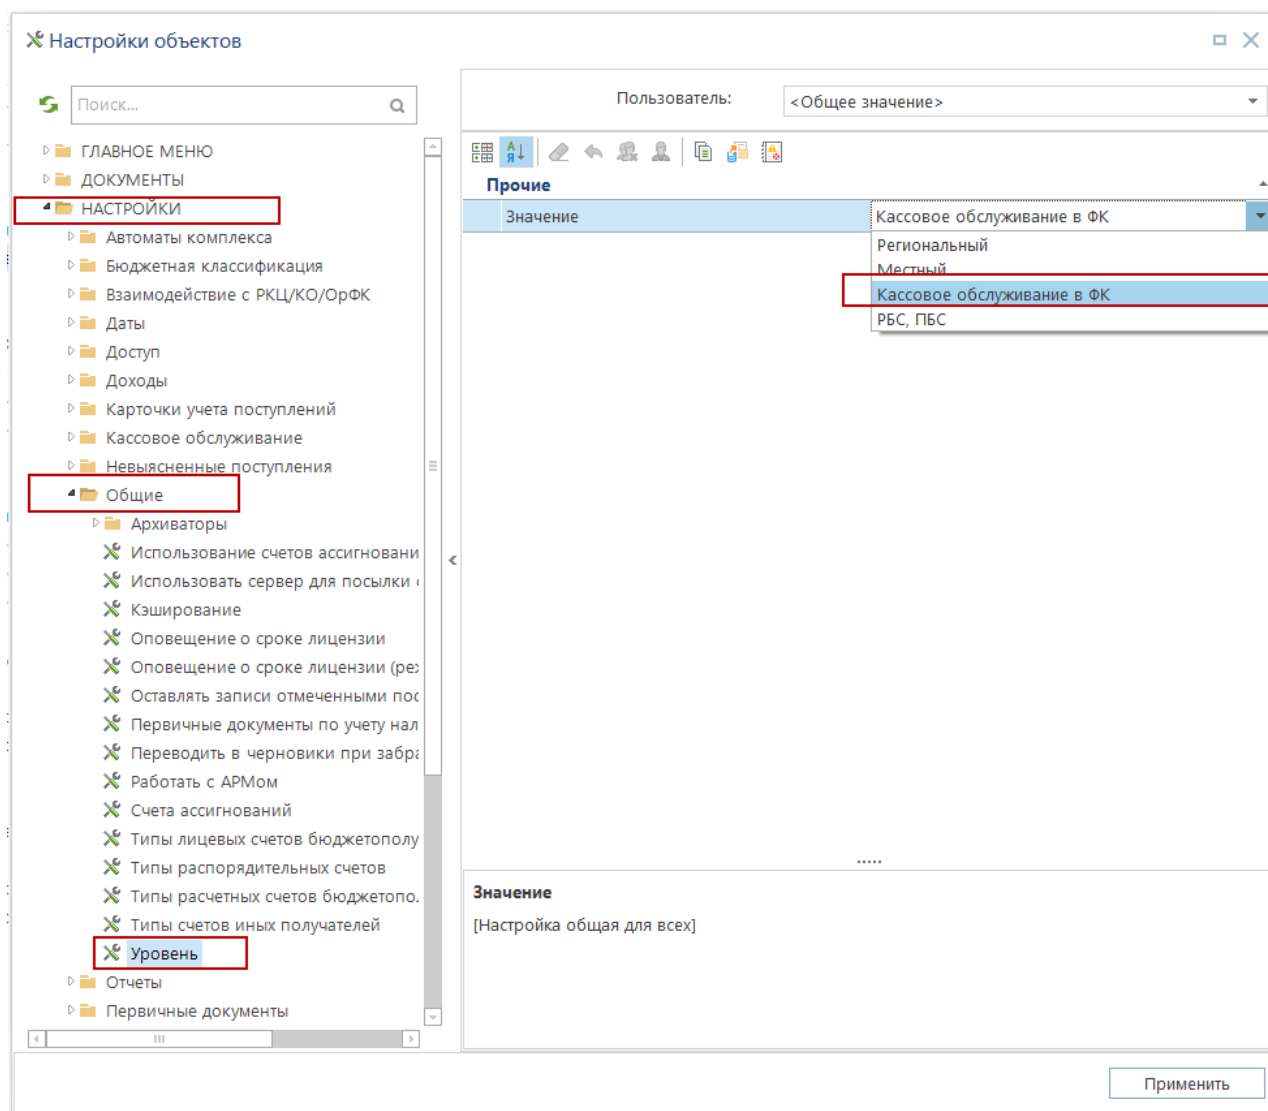 Настройки объектов
Поиск...
Пользователь:
<Общее значение>
ГЛАВНОЕ МЕНЮ
ДОКУМЕНТЫ
НАСТРОЙКИ
Автоматы комплекса
Бюджетная классификация
Взаимодействие с РКЦ/КО/ОрФК
Даты
Доступ
Доходы
Карточки учета поступлений
Кассовое обслуживание
Невыясненные поступления
Общие
Архиваторы
Использование счетов ассигновани
Использовать сервер для посылки
Кэширование
Оповещение о сроке лицензии
Оповещение о сроке лицензии (реж
Оставлять записи отмеченными пос
Первичные документы по учету нал
Переводить в черновики при забра
Работать с АРМом
Счета ассигнований
Типы лицевых счетов бюджетополу
Типы распорядительных счетов
Типы расчетных счетов бюджетопо.
Типы счетов иных получателей
Уровень
Отчеты
Первичные документы
Прочие
Значение
Кассовое обслуживание в ФК
Региональный
Местный
Кассовое обслуживание в ФК
РБС, ПБС
Значение
[Настройка общая для всех]
Применить